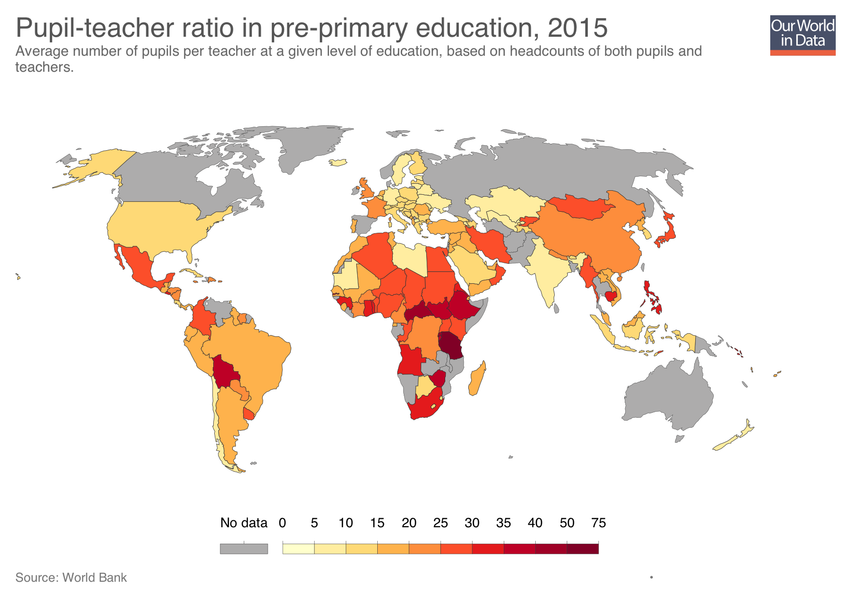 Pupil-teacher ratio in pre-primary education, 2015
Our World
in Data
Average number of pupils per teacher at a given level of education, based on headcounts of both pupils and
teachers.
No data 0 5 10 15 20 25 30 35 40 50 75
Source: World Bank